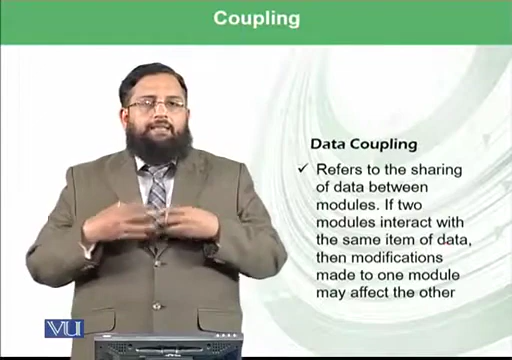 Coupling
Data Coupling
✓ Refers to the sharing
of data between
modules. If two
modules interact with
the same item of data,
then modifications
made to one module
may affect the other
VU